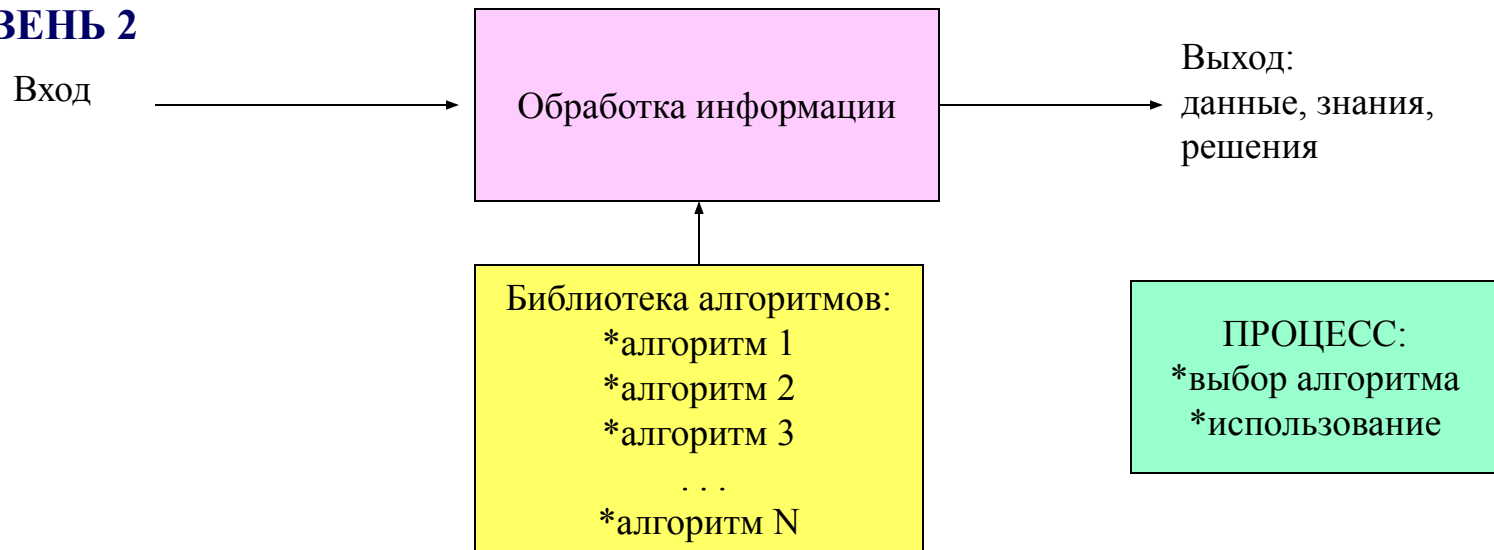 ВЕНЬ 2
Вход
Обработка информации
Выход:
данные, знания,
решения
Библиотека алгоритмов:
*алгоритм 1
*алгоритм 2
*алгоритм 3
. . .
*алгоритм N
ПРОЦЕСС:
*выбор алгоритма
*использование